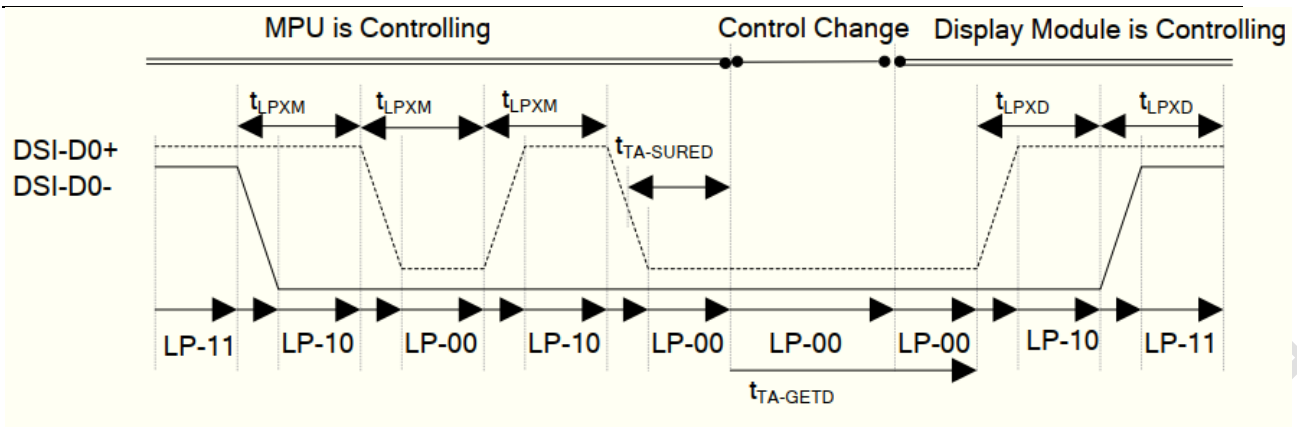 MPU is Controlling Control Change Display Module is Controlling
tLPXM tLPXM tLPXM tLPXD tLPXD
DSI-D0+
tTA-SURED
DSI-D0-
LP-11 LP-10 LP-00 LP-10 LP-00 LP-00 LP-00 LP-10 LP-11
tTA-GETD